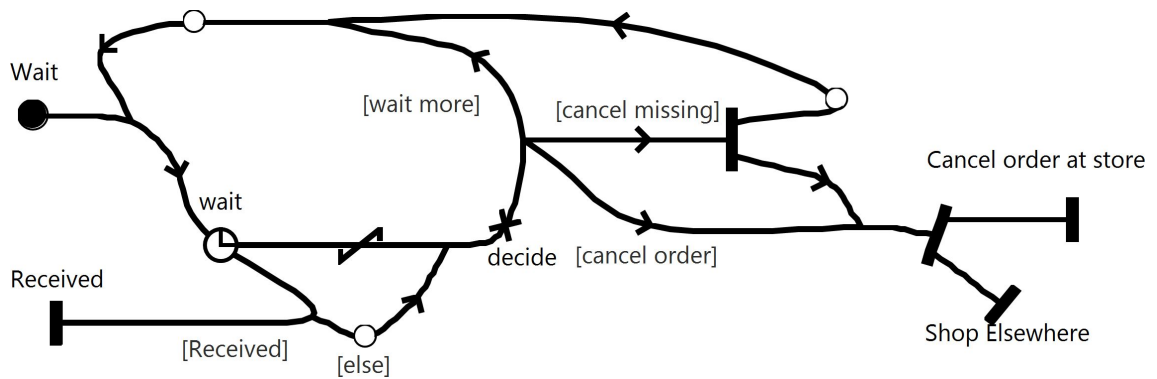 Wait
[wait more]
[cancel missing]
Cancel order at store
wait
decide
[cancel order]
Received
[Received]
[else]
Shop Elsewhere